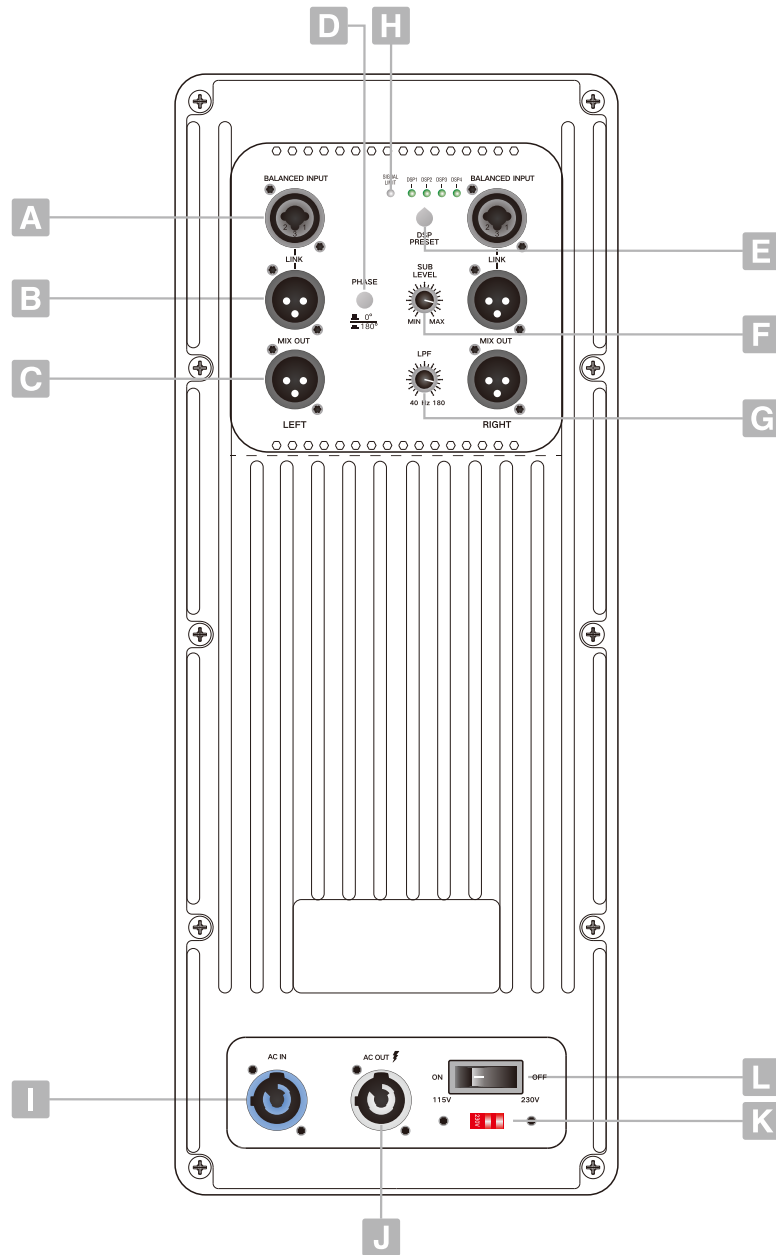 D H
BALANCED INPUT SIGNAL LIMIT DSP1 DSP2 DSP3 DSP4 BALANCED INPUT
A
2 1 2 1
3 3
DSP PRESET
E
LINK LINK
B
PHASE
0°
180°
SUB LEVEL
MIN MAX
F
MIX OUT MIX OUT
C
LPF
40 Hz 180
G
LEFT RIGHT
AC IN AC OUT
ON OFF
L
I
115V 230V
230V
K
J